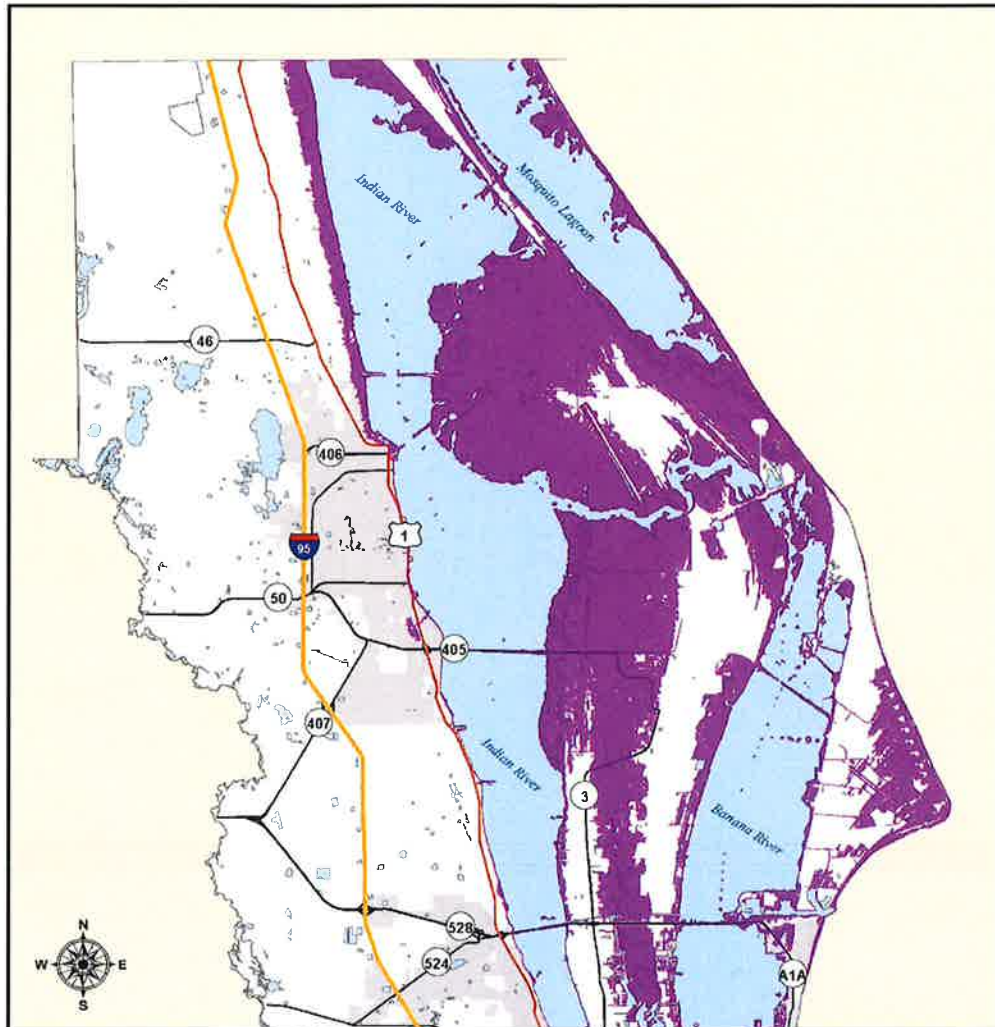 Mosquito Lagoon
Indian River
46
406
1
95
50
405
407
Indian River
3
Banana River
528
524
A1A
N
W E
S